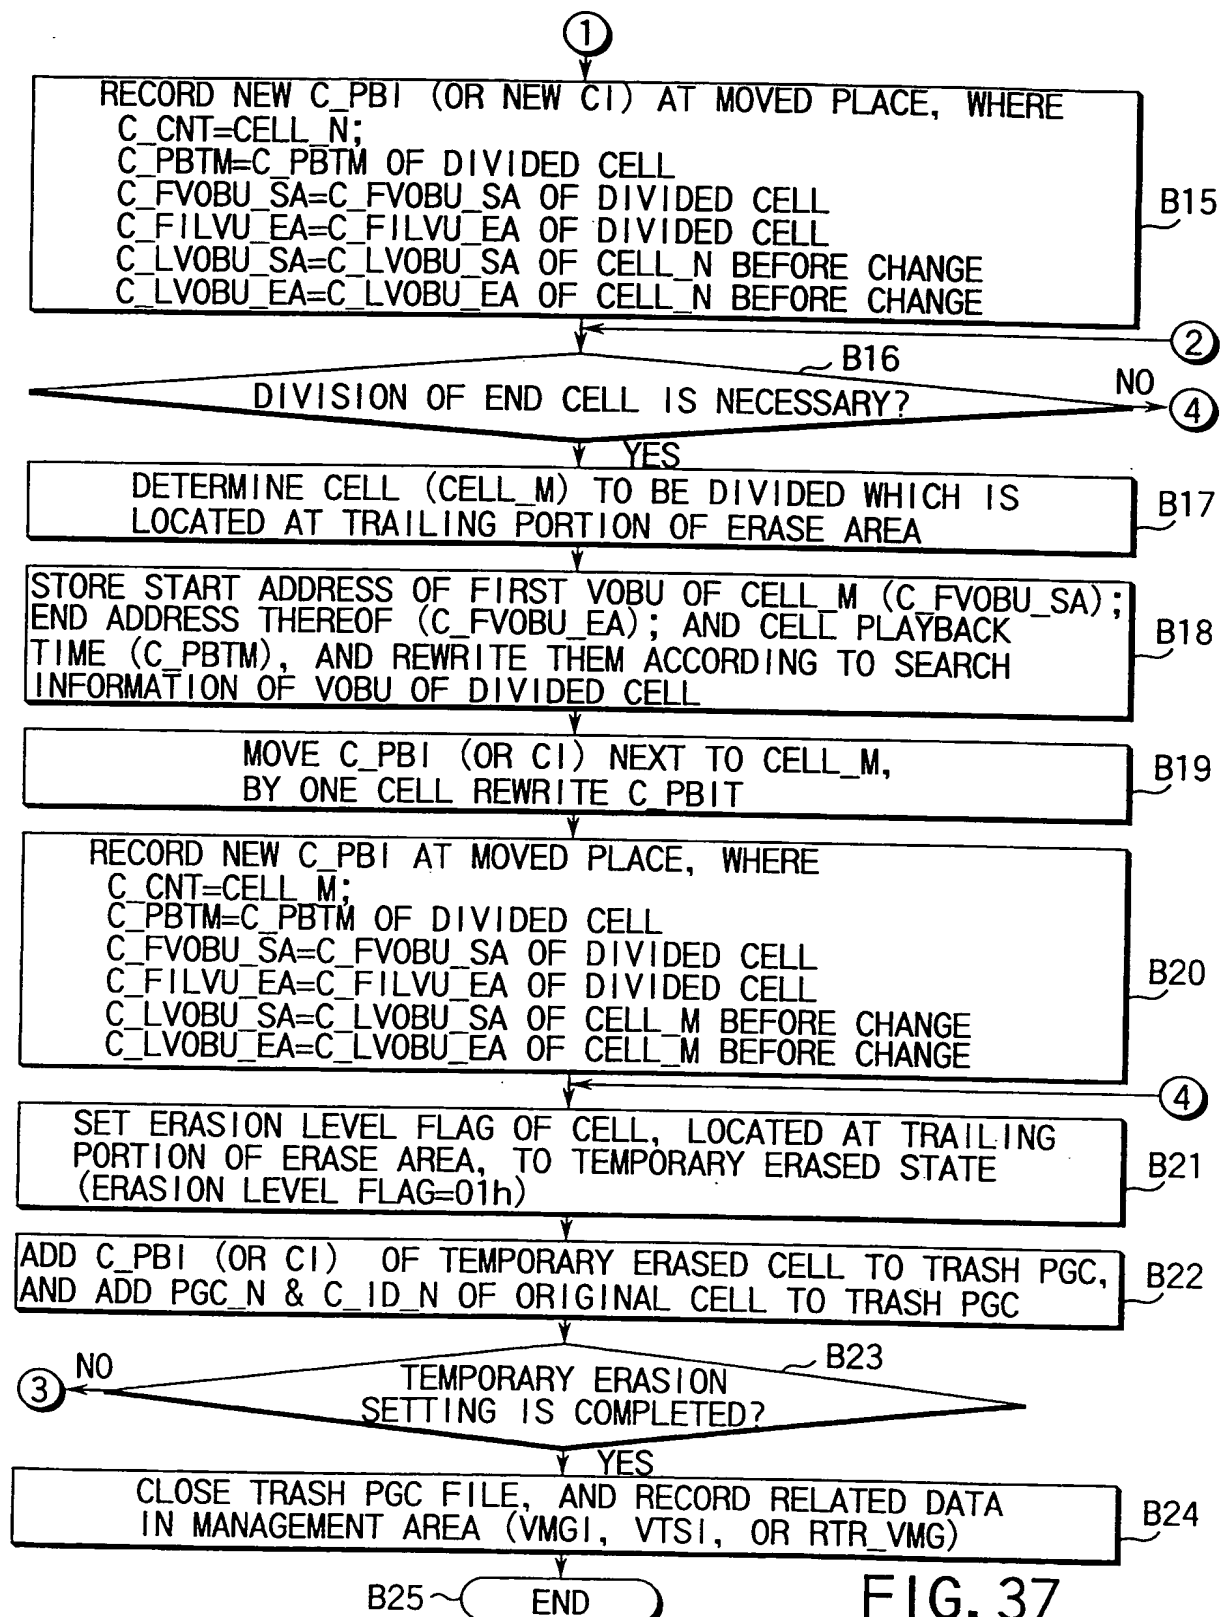 1
RECORD NEW C_PBI (OR NEW CI) AT MOVED PLACE, WHERE
C_CNT=CELL_N;
C_PBTM=C_PBTM OF DIVIDED CELL
C_FVOBU_SA=C_FVOBU_SA OF DIVIDED CELL
C_FILVU_EA=C_FILVU_EA OF DIVIDED CELL
C_LVOBU_SA=C_LVOBU_SA OF CELL_N BEFORE CHANGE
C_LVOBU_EA=C_LVOBU_EA OF CELL_N BEFORE CHANGE
B15
2
B16
DIVISION OF END CELL IS NECESSARY?
NO
4
YES
DETERMINE CELL (CELL_M) TO BE DIVIDED WHICH IS
LOCATED AT TRAILING PORTION OF ERASE AREA
B17
STORE START ADDRESS OF FIRST VOBU OF CELL_M (C_FVOBU_SA);
END ADDRESS THEREOF (C_FVOBU_EA); AND CELL PLAYBACK
TIME (C_PBTM), AND REWRITE THEM ACCORDING TO SEARCH
INFORMATION OF VOBU OF DIVIDED CELL
B18
MOVE C_PBI (OR CI) NEXT TO CELL_M,
BY ONE CELL REWRITE C_PBIT
B19
RECORD NEW C_PBI AT MOVED PLACE, WHERE
C_CNT=CELL_M;
C_PBTM=C_PBTM OF DIVIDED CELL
C_FVOBU_SA=C_FVOBU_SA OF DIVIDED CELL
C_FILVU_EA=C_FILVU_EA OF DIVIDED CELL
C_LVOBU_SA=C_LVOBU_SA OF CELL_M BEFORE CHANGE
C_LVOBU_EA=C_LVOBU_EA OF CELL_M BEFORE CHANGE
B20
4
SET ERASION LEVEL FLAG OF CELL, LOCATED AT TRAILING
PORTION OF ERASE AREA, TO TEMPORARY ERASED STATE
(ERASION LEVEL FLAG=01h)
B21
ADD C_PBI (OR CI) OF TEMPORARY ERASED CELL TO TRASH PGC,
AND ADD PGC_N & C_ID_N OF ORIGINAL CELL TO TRASH PGC
B22
B23
TEMPORARY ERASION
SETTING IS COMPLETED?
NO
3
YES
CLOSE TRASH PGC FILE, AND RECORD RELATED DATA
IN MANAGEMENT AREA (VMGI, VTSI, OR RTR_VMG)
B24
B25
END
FIG. 37